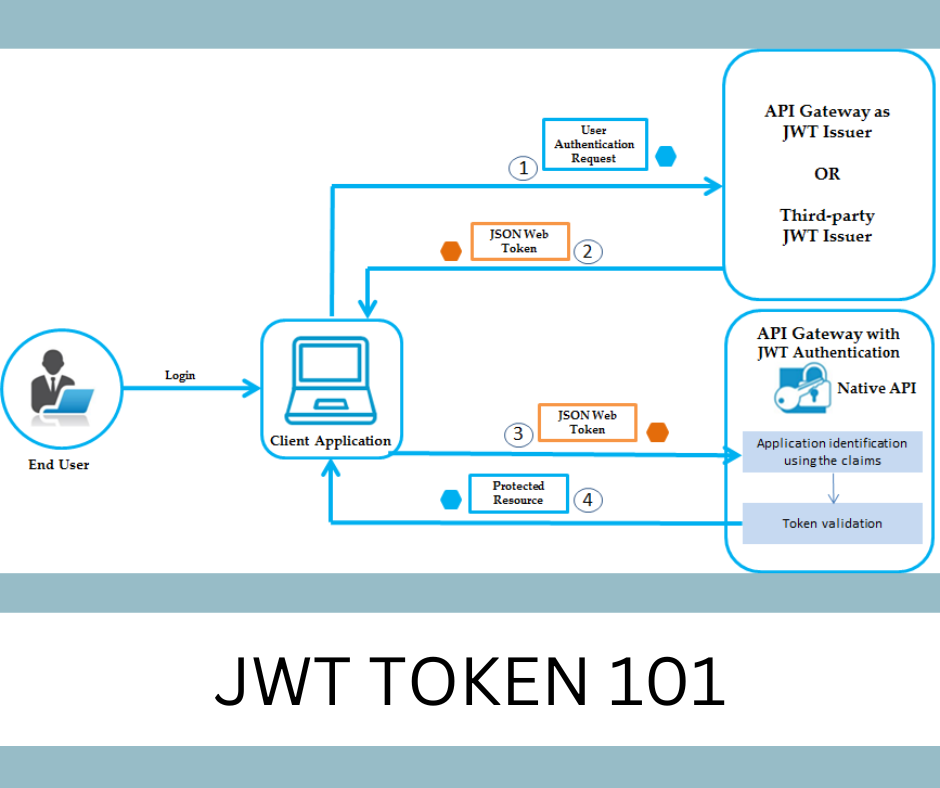 API Gateway as
JWT Issuer
OR
Third-party
JWT Issuer
User
Authentication
Request
1
JSON Web
Token
2
End User
Login
Client Application
API Gateway with
JWT Authentication
Native API
JSON Web
Token
3
Application identification
using the claims
Protected
Resource
4
Token validation
JWT TOKEN 101